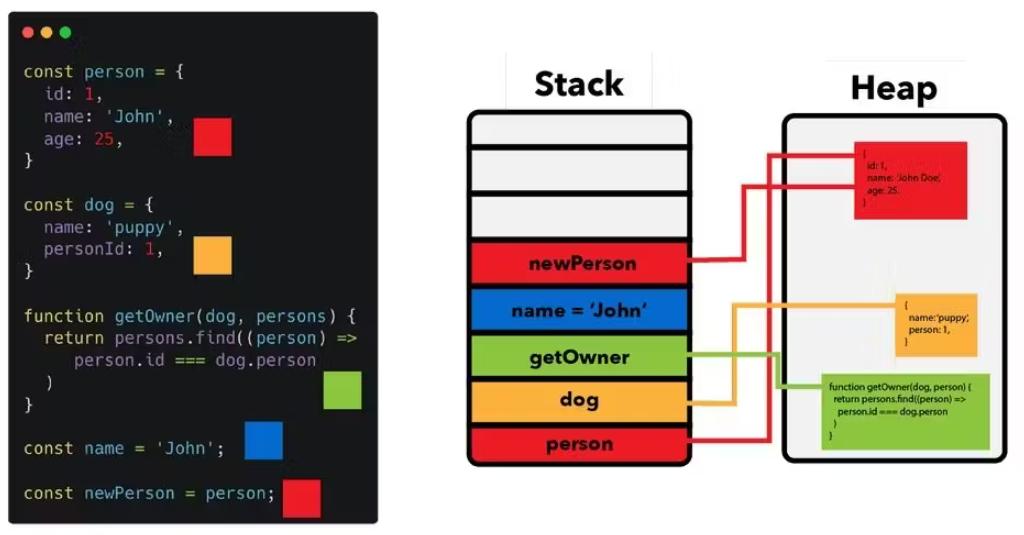 const person = {
id: 1,
name: 'John',
age: 25,
}
const dog = {
name: 'puppy',
personId: 1,
}
function getOwner(dog, persons) {
return persons.find((person) =>
person.id === dog.person
)
}
const name = 'John';
const newPerson = person;
Stack
newPerson
name = ‘John‘
getOwner
dog
person
Heap
{
id: 1,
name: ‘John Doe’,
age: 25.
}
{
name:‘puppy’,
person: 1,
}
function getOwner(dog, person) {
return persons.find((person) =>
person.id === dog.person
)
}